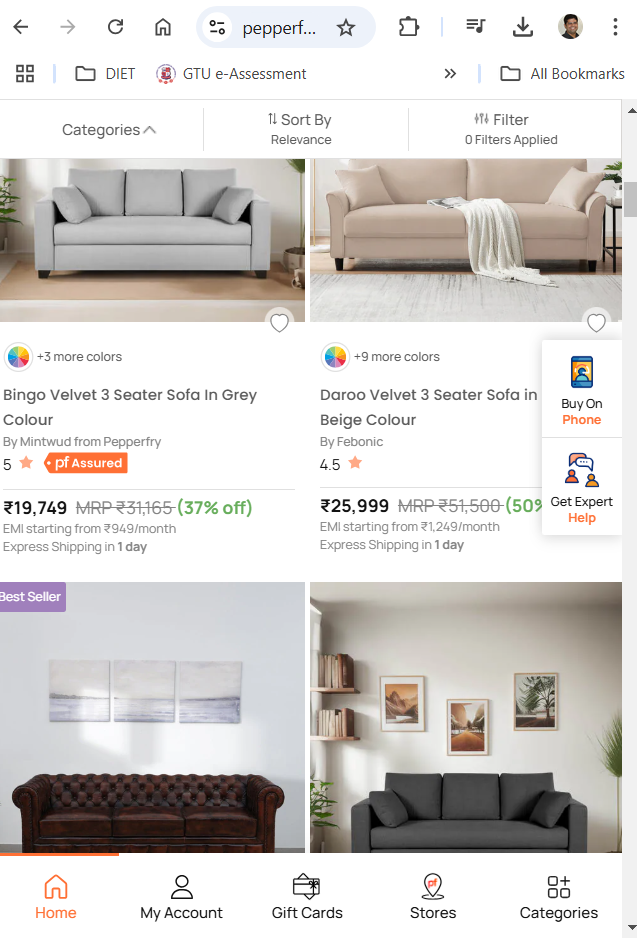 pepperf...
DIET
GTU e-Assessment
All Bookmarks
Categories
Sort By
Relevance
Filter
0 Filters Applied
+3 more colors
Bingo Velvet 3 Seater Sofa In Grey
Colour
By Mintwud from Pepperfry
5
pf Assured
₹19,749 MRP ₹31,165 (37% off)
EMI starting from ₹949/month
Express Shipping in 1 day
+9 more colors
Daroo Velvet 3 Seater Sofa in
Beige Colour
By Febonic
4.5
₹25,999 MRP ₹51,500 (50%
EMI starting from ₹1,249/month
Express Shipping in 1 day
Buy On
Phone
Get Expert
Help
Best Seller
Home
My Account
Gift Cards
pf
Stores
Categories